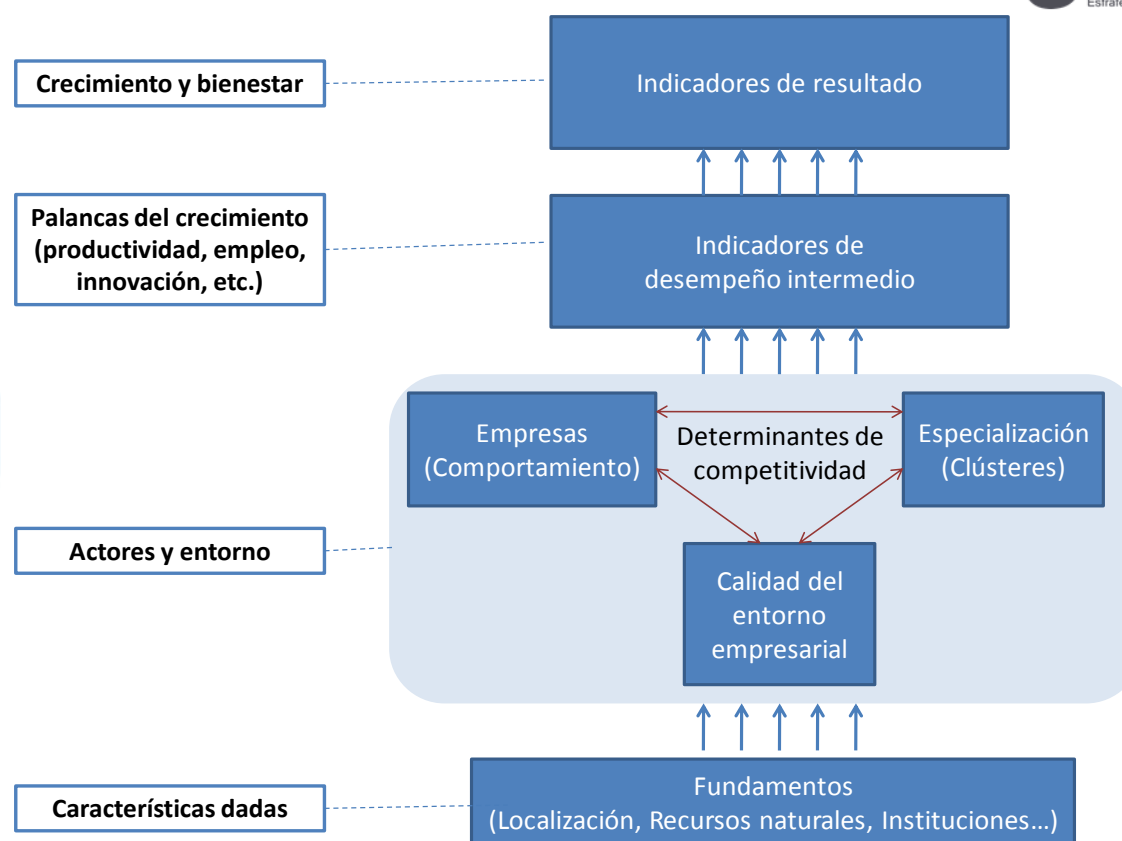 Estrate
Crecimiento y bienestar
Indicadores de resultado
Palancas del crecimiento
(productividad, empleo,
innovación, etc.)
Indicadores de
desempeño intermedio
Empresas
(Comportamiento)
Determinantes de
competitividad
Especialización
(Clústeres)
Actores y entorno
Calidad del
entorno
empresarial
Características dadas
Fundamentos
(Localización, Recursos naturales, Instituciones…)